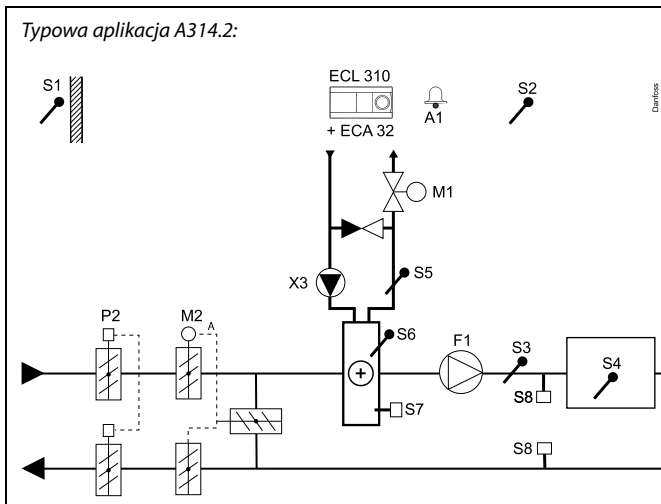 Typowa aplikacja A314.2:
S1
ECL 310
+ ECA 32
A1
S2
Danfoss
M1
X3
S5
P2
M2
A
S6
F1
S3
S4
S8
S7
S8